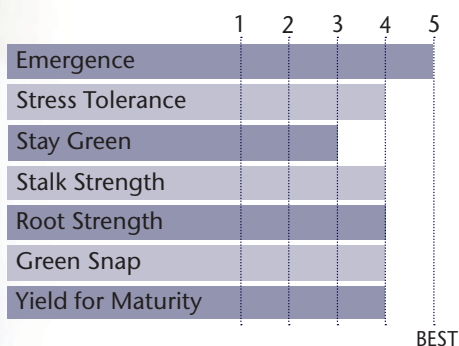 1 2 3 4 5
Emergence
Stress Tolerance
Stay Green
Stalk Strength
Root Strength
Green Snap
Yield for Maturity
BEST